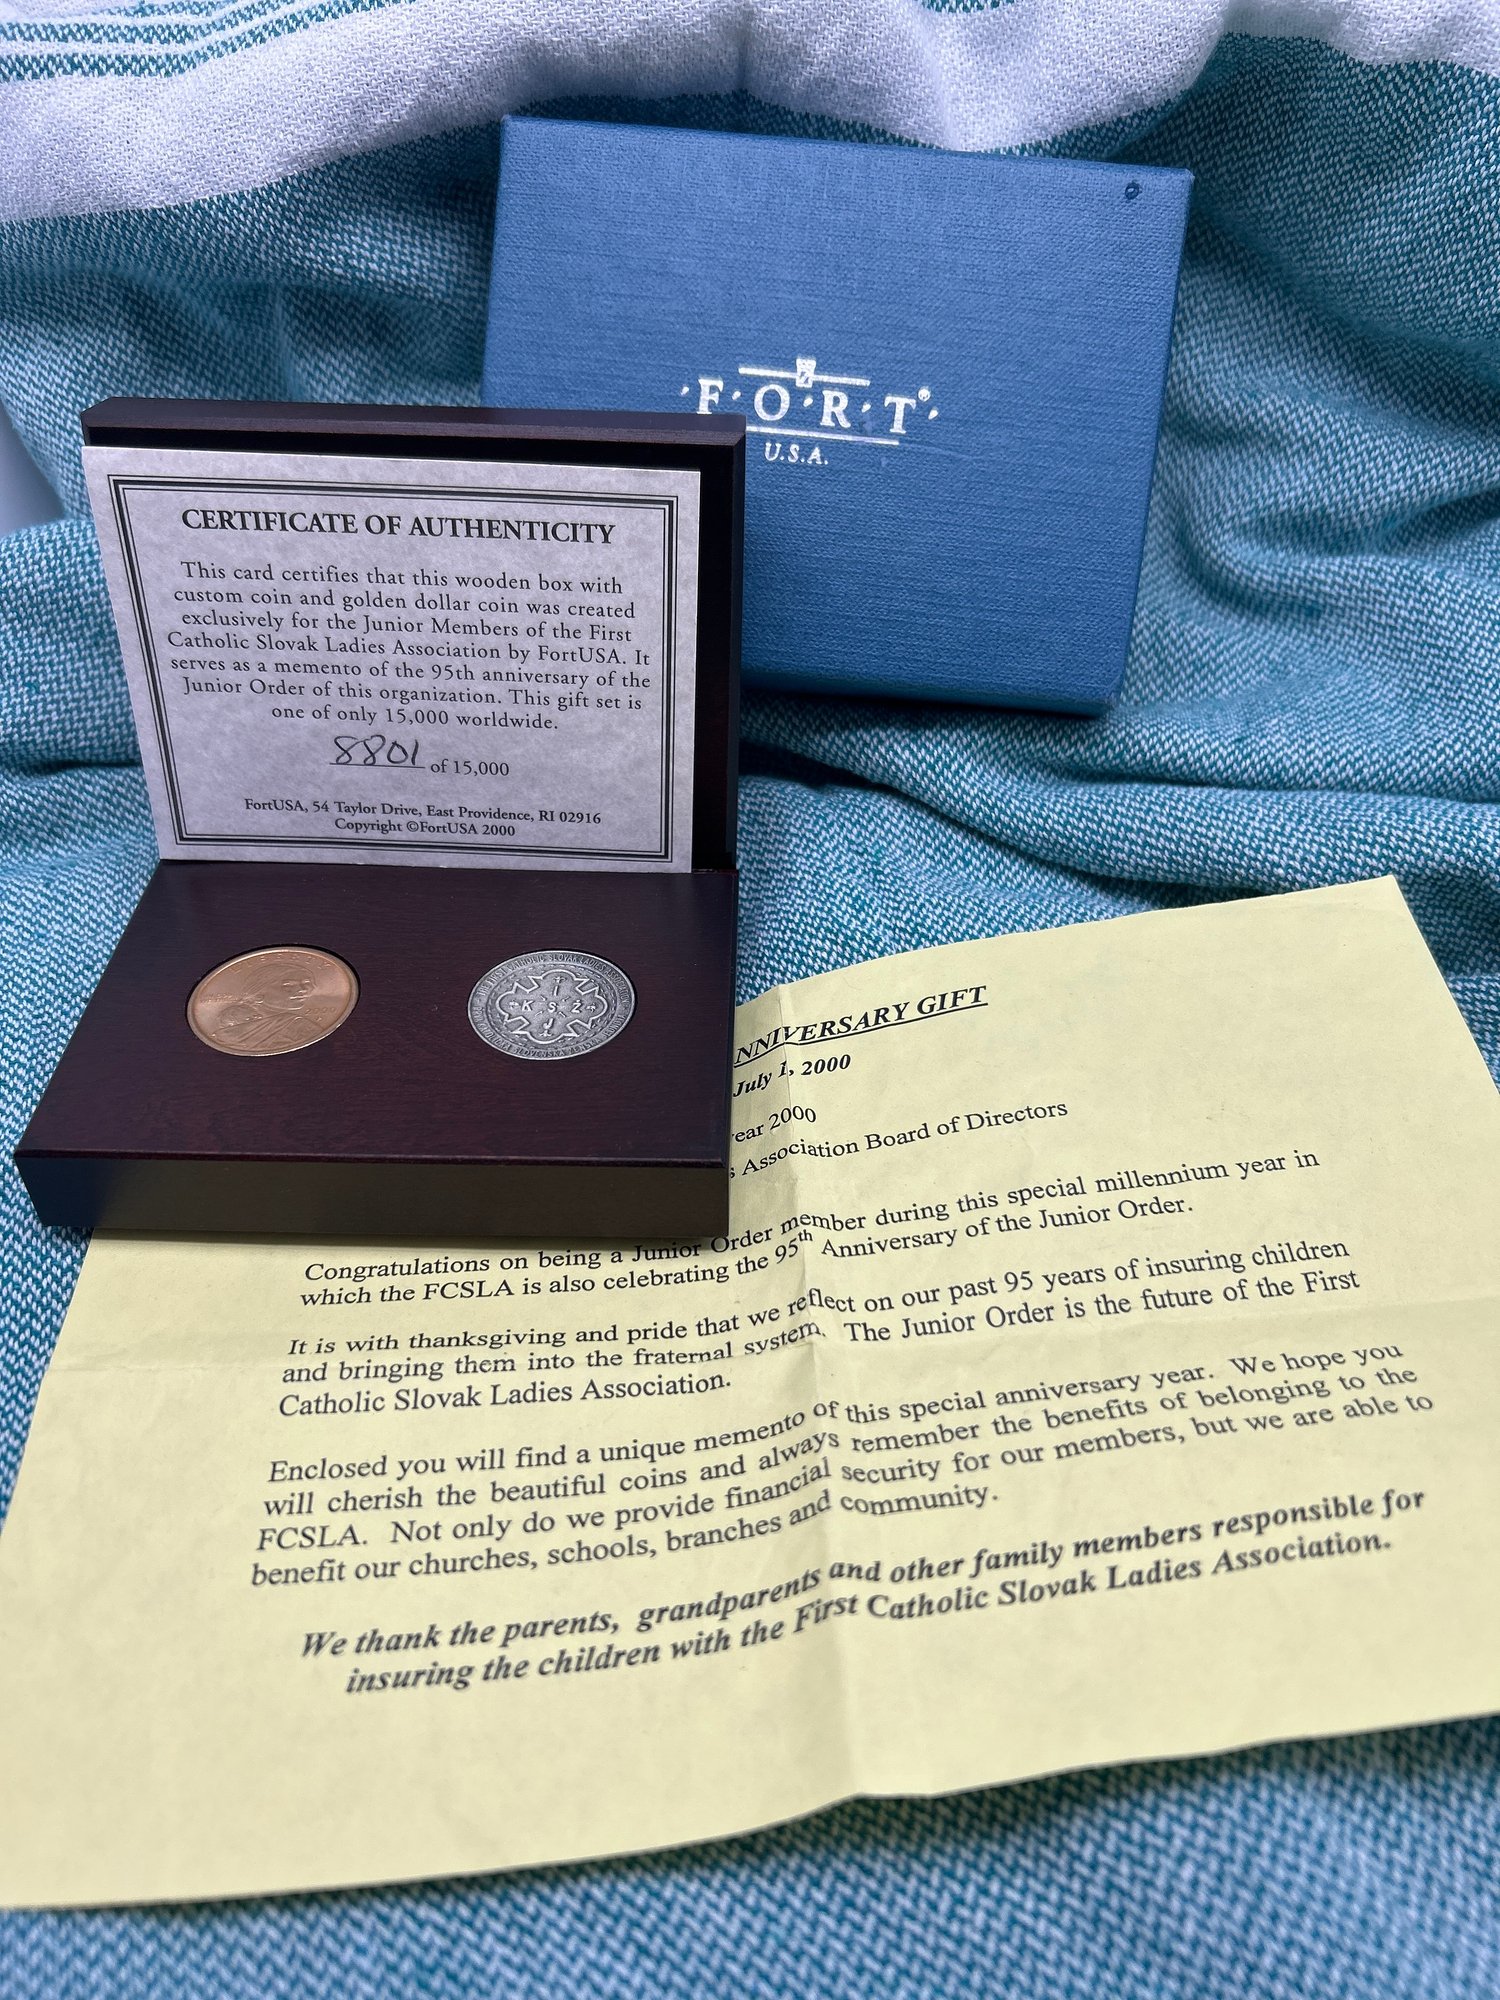 F·O·R·T®
U.S.A.
CERTIFICATE OF AUTHENTICITY
This card certifies that this wooden box with
custom coin and golden dollar coin was created
exclusively for the Junior Members of the First
Catholic Slovak Ladies Association by FortUSA. It
serves as a memento of the 95th anniversary of the
Junior Order of this organization. This gift set is
one of only 15,000 worldwide.
8801 of 15,000
FortUSA, 54 Taylor Drive, East Providence, RI 02916
Copyright ©FortUSA 2000
K S Ž
J
NNIVERSARY GIFT
July 1, 2000
ear 2000
s Association Board of Directors
Congratulations on being a Junior Order member during this special millennium year in
which the FCSLA is also celebrating the 95th Anniversary of the Junior Order.
It is with thanksgiving and pride that we reflect on our past 95 years of insuring children
and bringing them into the fraternal system. The Junior Order is the future of the First
Catholic Slovak Ladies Association.
Enclosed you will find a unique memento of this special anniversary year. We hope you
will cherish the beautiful coins and always remember the benefits of belonging to the
FCSLA. Not only do we provide financial security for our members, but we are able to
benefit our churches, schools, branches and community.
We thank the parents, grandparents and other family members responsible for
insuring the children with the First Catholic Slovak Ladies Association.